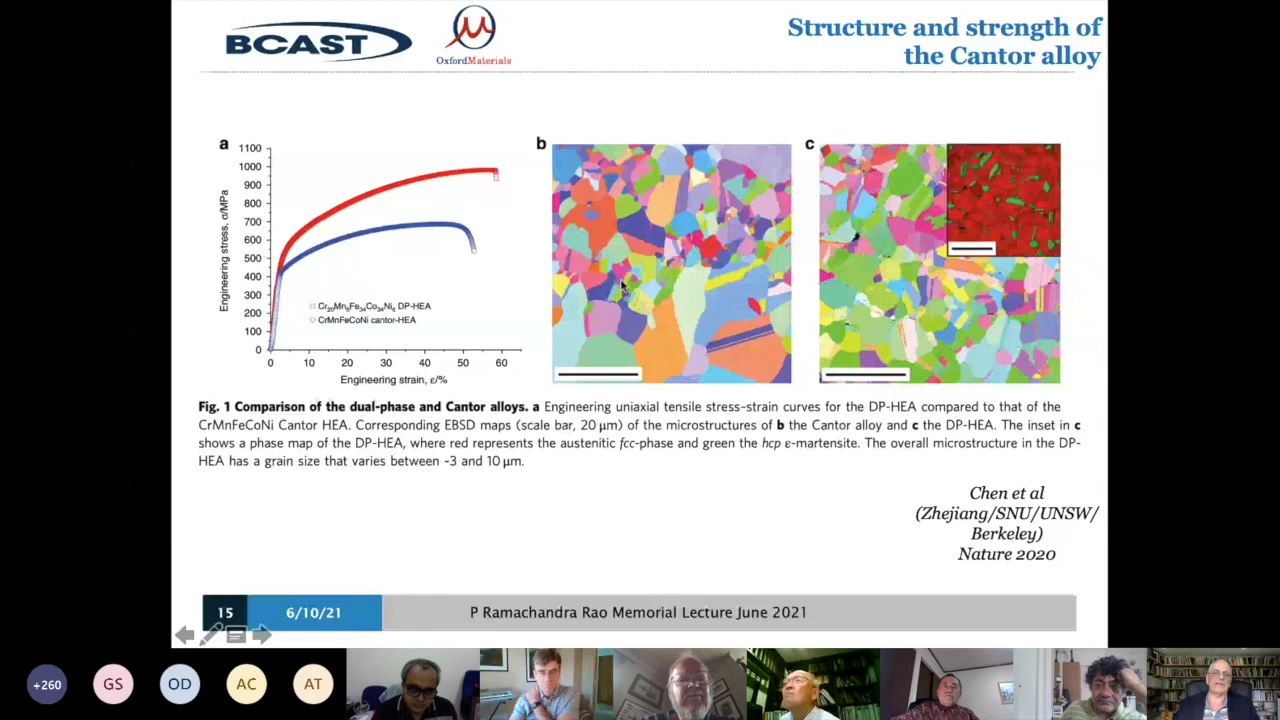 BCAST
OxfordMaterials
Structure and strength of
the Cantor alloy
a
1100
1000
900
800
700
600
500
400
300
200
100
0
Engineering stress, σ/MPa
0 10 20 30 40 50 60
Engineering strain, ε/%
Cr₂₀Mn₆Fe₃₄Co₃₄Ni₆ DP-HEA
CrMnFeCoNi cantor-HEA
b
c
Fig. 1 Comparison of the dual-phase and Cantor alloys. a Engineering uniaxial tensile stress–strain curves for the DP-HEA compared to that of the
CrMnFeCoNi Cantor HEA. Corresponding EBSD maps (scale bar, 20 μm) of the microstructures of b the Cantor alloy and c the DP-HEA. The inset in c
shows a phase map of the DP-HEA, where red represents the austenitic fcc-phase and green the hcp ε-martensite. The overall microstructure in the DP-
HEA has a grain size that varies between ~3 and 10 μm.
Chen et al
(Zhejiang/SNU/UNSW/
Berkeley)
Nature 2020
15 6/10/21 P Ramachandra Rao Memorial Lecture June 2021
+260 GS OD AC AT